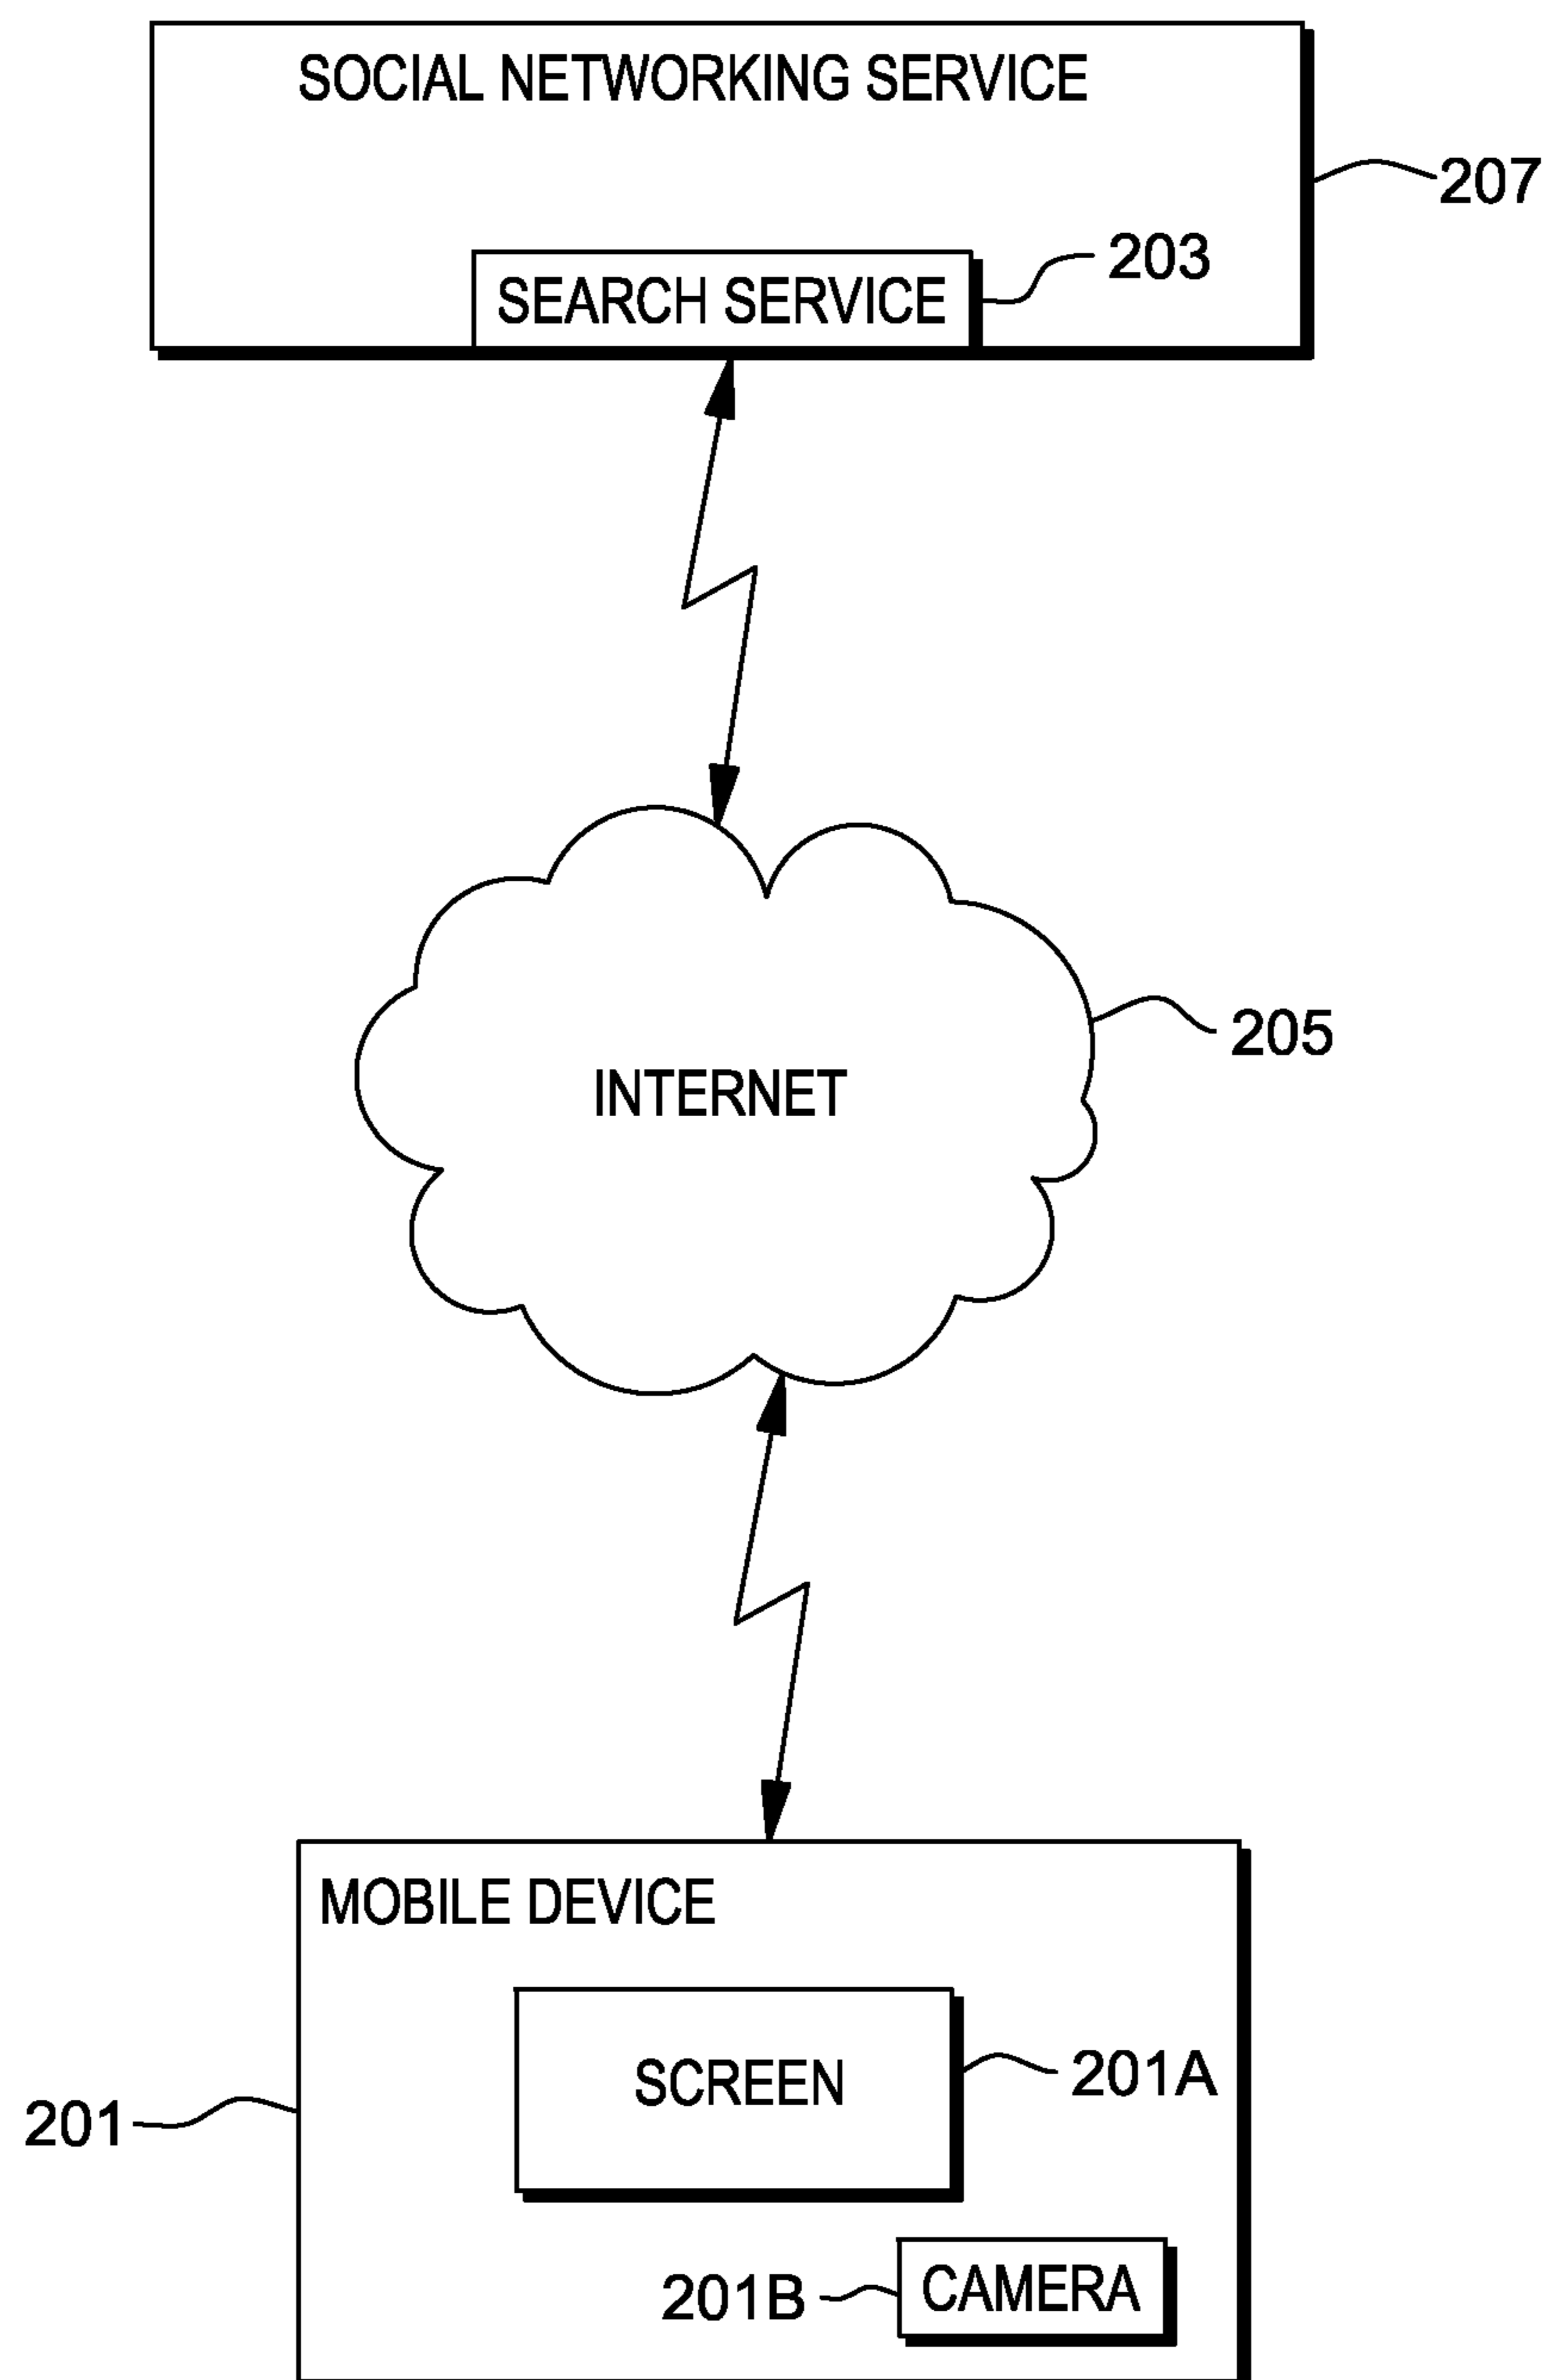 SOCIAL NETWORKING SERVICE
207
203
SEARCH SERVICE
205
INTERNET
MOBILE DEVICE
SCREEN
201A
201
201B
CAMERA